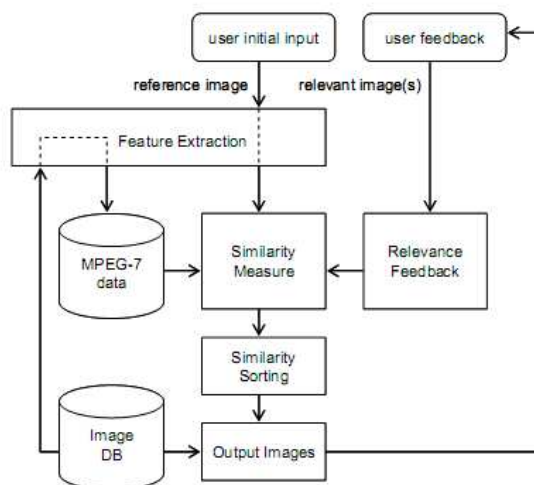 user initial input
user feedback
reference image
relevant image(s)
Feature Extraction
MPEG-7
data
Similarity
Measure
Relevance
Feedback
Similarity
Sorting
Image
DB
Output Images